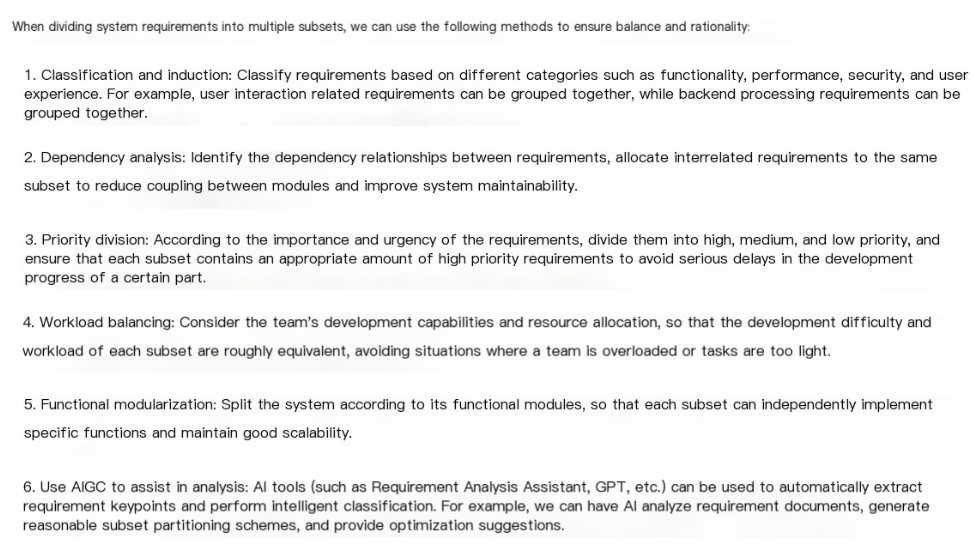 When dividing system requirements into multiple subsets, we can use the following methods to ensure balance and rationality:
1. Classification and induction: Classify requirements based on different categories such as functionality, performance, security, and user
experience. For example, user interaction related requirements can be grouped together, while backend processing requirements can be
grouped together.
2. Dependency analysis: Identify the dependency relationships between requirements, allocate interrelated requirements to the same
subset to reduce coupling between modules and improve system maintainability.
3. Priority division: According to the importance and urgency of the requirements, divide them into high, medium, and low priority, and
ensure that each subset contains an appropriate amount of high priority requirements to avoid serious delays in the development
progress of a certain part.
4. Workload balancing: Consider the team's development capabilities and resource allocation, so that the development difficulty and
workload of each subset are roughly equivalent, avoiding situations where a team is overloaded or tasks are too light.
5. Functional modularization: Split the system according to its functional modules, so that each subset can independently implement
specific functions and maintain good scalability.
6. Use AIGC to assist in analysis: AI tools (such as Requirement Analysis Assistant, GPT, etc.) can be used to automatically extract
requirement keypoints and perform intelligent classification. For example, we can have AI analyze requirement documents, generate
reasonable subset partitioning schemes, and provide optimization suggestions.